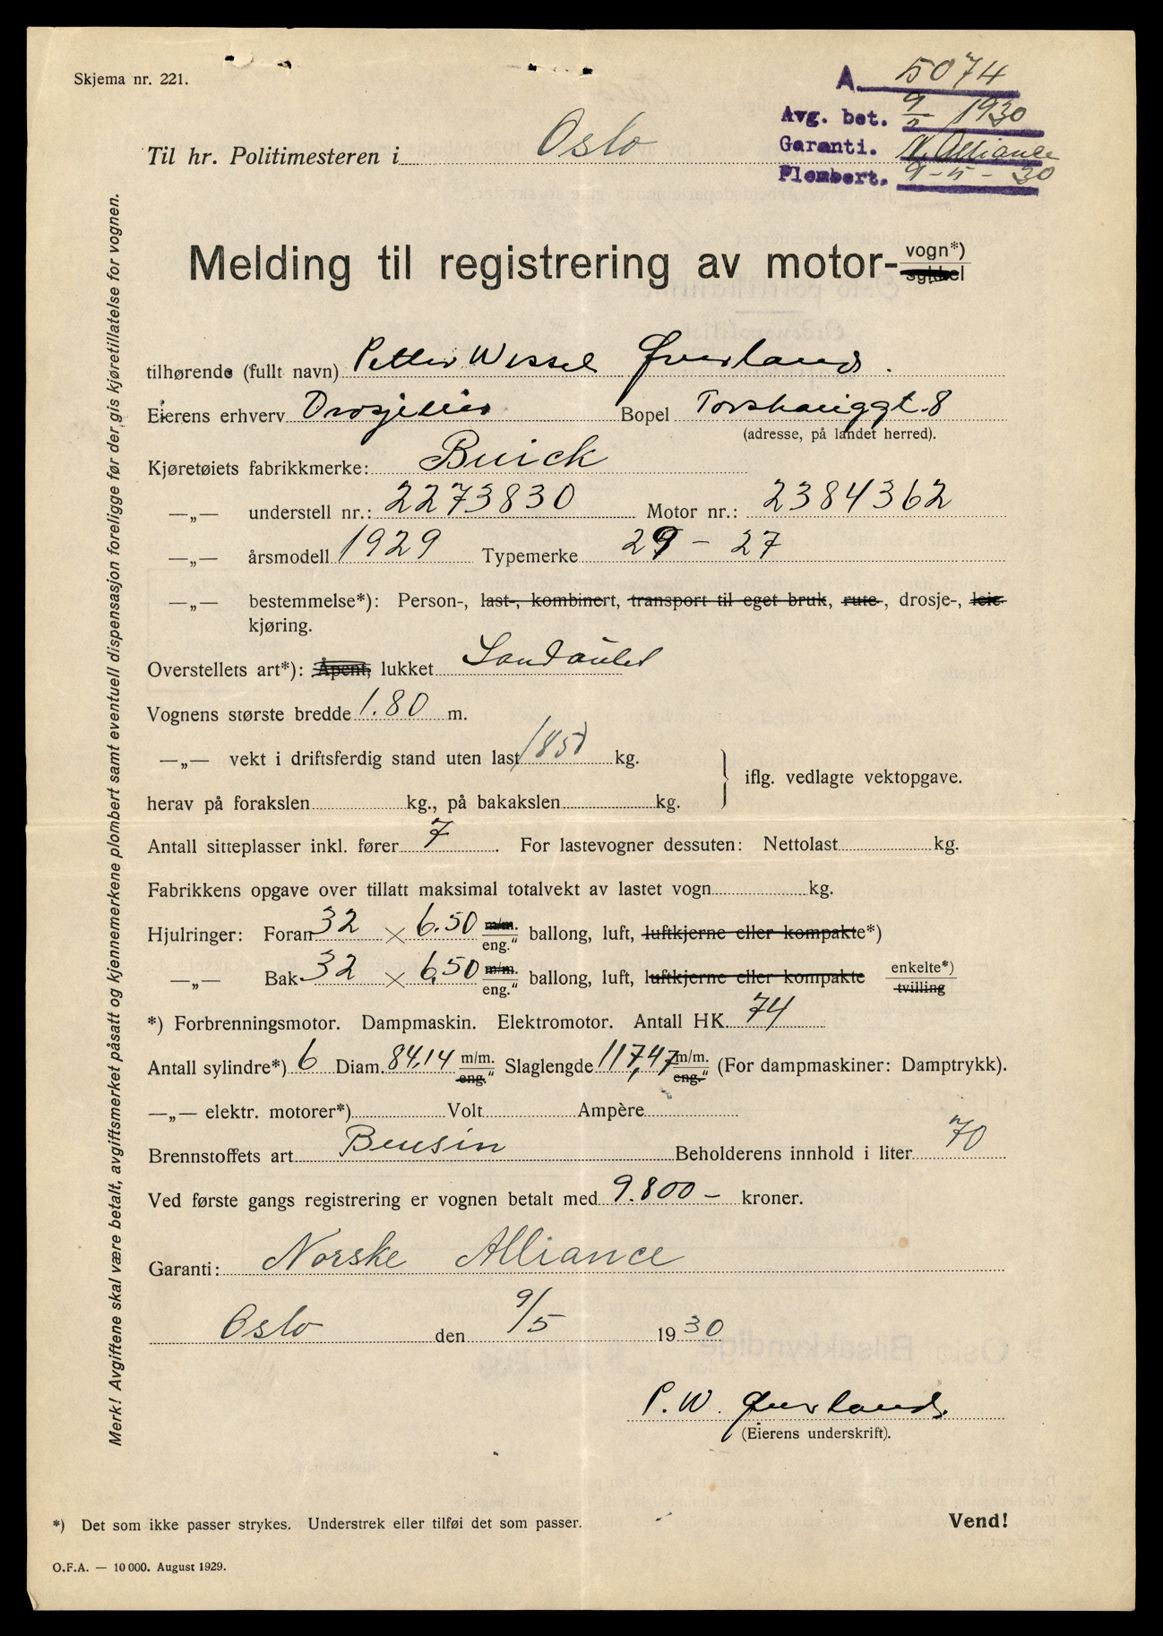 Skjema nr. 221.
A. 5074
Avg. bet. 9/5 1930
Garanti. N. Alliance
Plombert. 9-5-30
Til hr. Politimesteren i Oslo
Melding til registrering av motor- vogn*)
sykkel
tilhørende (fullt navn) Petter Wessel Øverland.
Eierens erhverv Drosjeeier Bopel Torshauggt. 8
(adresse, på landet herred).
Kjøretøiets fabrikkmerke: Buick
—„— understell nr.: 2273830 Motor nr.: 2384362
—„— årsmodell 1929 Typemerke 29 - 27
—„— bestemmelse*): Person-, last-, kombinert, transport til eget bruk, rute-, drosje-, leie-
kjøring.
Overstellets art*): Åpent, lukket Landaulet
Vognens største bredde 1.80 m.
—„— vekt i driftsferdig stand uten last 1850 kg.
iflg. vedlagte vektopgave.
herav på forakslen kg., på bakakslen kg.
Antall sitteplasser inkl. fører 7. For lastevogner dessuten: Nettolast kg.
Fabrikkens opgave over tillatt maksimal totalvekt av lastet vogn kg.
Hjulringer: Foran 32 × 6.50 m/m. eng.“ ballong, luft, luftkjerne eller kompakte*)
—„— Bak 32 × 6,50 m/m. eng.“ ballong, luft, luftkjerne eller kompakte enkelte*) tvilling
*) Forbrenningsmotor. Dampmaskin. Elektromotor. Antall HK. 74
Antall sylindre*) 6 Diam. 84,14 m/m. eng.“ Slaglengde 117,47 m/m. eng.“ (For dampmaskiner: Damptrykk).
—„— elektr. motorer*) Volt Ampère
Brennstoffets art Bensin Beholderens innhold i liter 70
Ved første gangs registrering er vognen betalt med 9.800 - kroner.
Garanti: Norske Alliance
Oslo den 9/5 1930
P. W. Øverland.
(Eierens underskrift).
*) Det som ikke passer strykes. Understrek eller tilføi det som passer.
Vend!
O.F.A. — 10 000. August 1929.
Merk! Avgiftene skal være betalt, avgiftsmerket påsatt og kjennemerkene plombert samt eventuell dispensasjon foreligge før der gis kjøretillatelse for vognen.